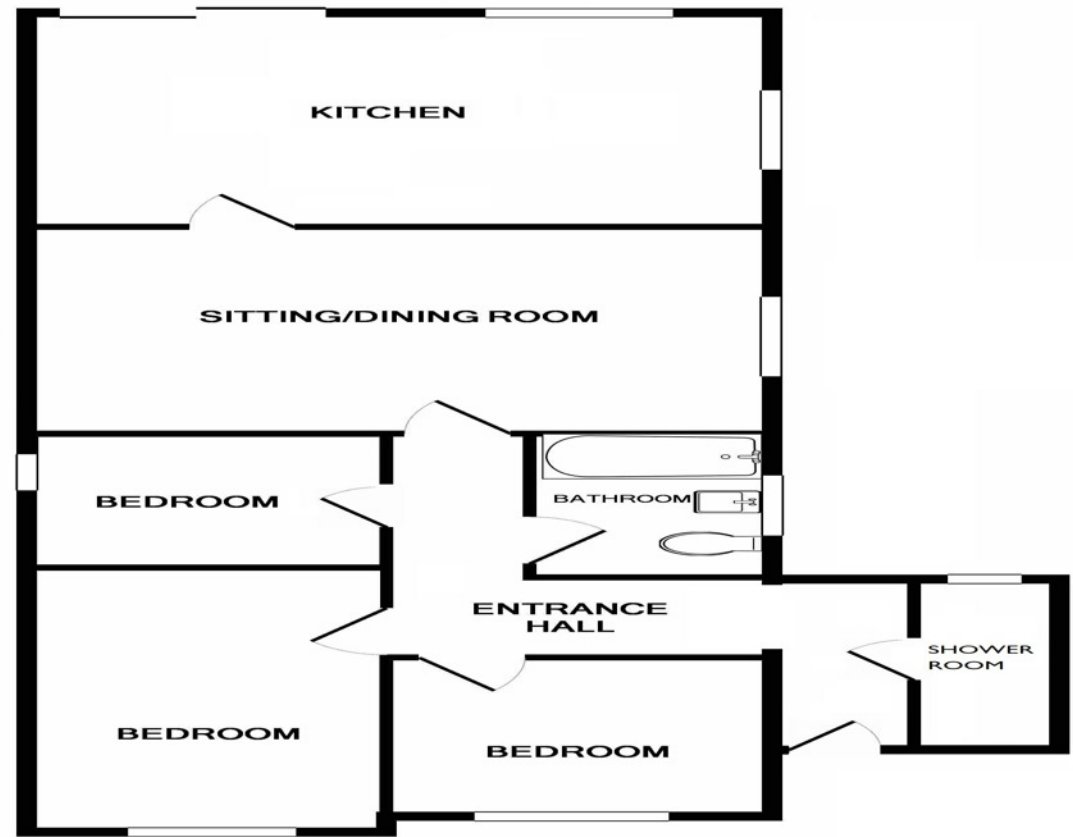 KITCHEN
SITTING/DINING ROOM
BEDROOM
BATHROOM
ENTRANCE
HALL
SHOWER
ROOM
BEDROOM
BEDROOM